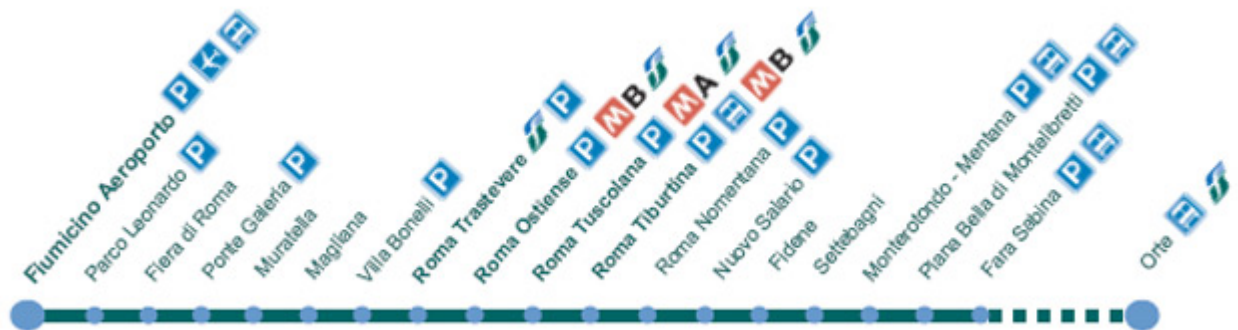 Fiumicino Aeroporto P
Parco Leonardo P
Fiera di Roma
Ponte Galeria P
Muratella
Magliana
Villa Bonelli P
Roma Trastevere P
Roma Ostiense P M B
Roma Tuscolana P M A
Roma Tiburtina P M B
Roma Nomentana P
Nuovo Salario P
Fidene
Settebagni
Monterotondo - Mentana P
Piana Bella di Montelibretti P
Fara Sabina P
Orte